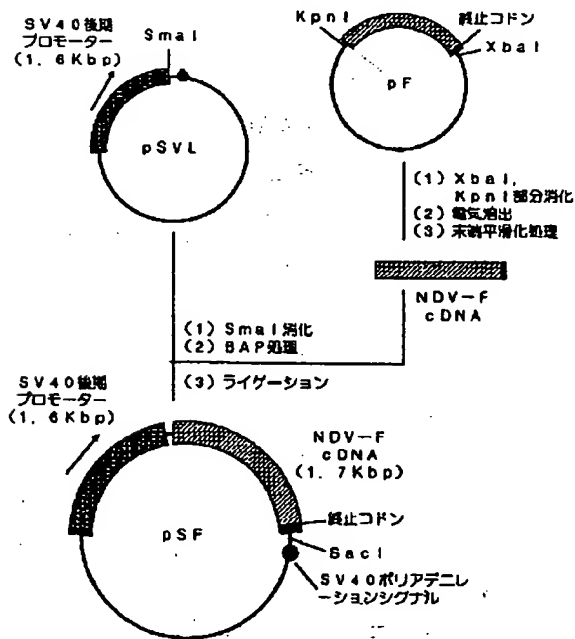 SV40後期
プロモーター
(1.6Kbp)
SmaI
pSVL
KpnI
終止コドン
XbaI
pF
(1) XbaI,
KpnI部分消化
(2) 電気溶出
(3) 末端平滑化処理
NDV-F
cDNA
(1) SmaI消化
(2) BAP処理
(3) ライゲーション
SV40後期
プロモーター
(1.6Kbp)
NDV-F
cDNA
(1.7Kbp)
終止コドン
SacI
SV40ポリアデニレ
ーションシグナル
pSF